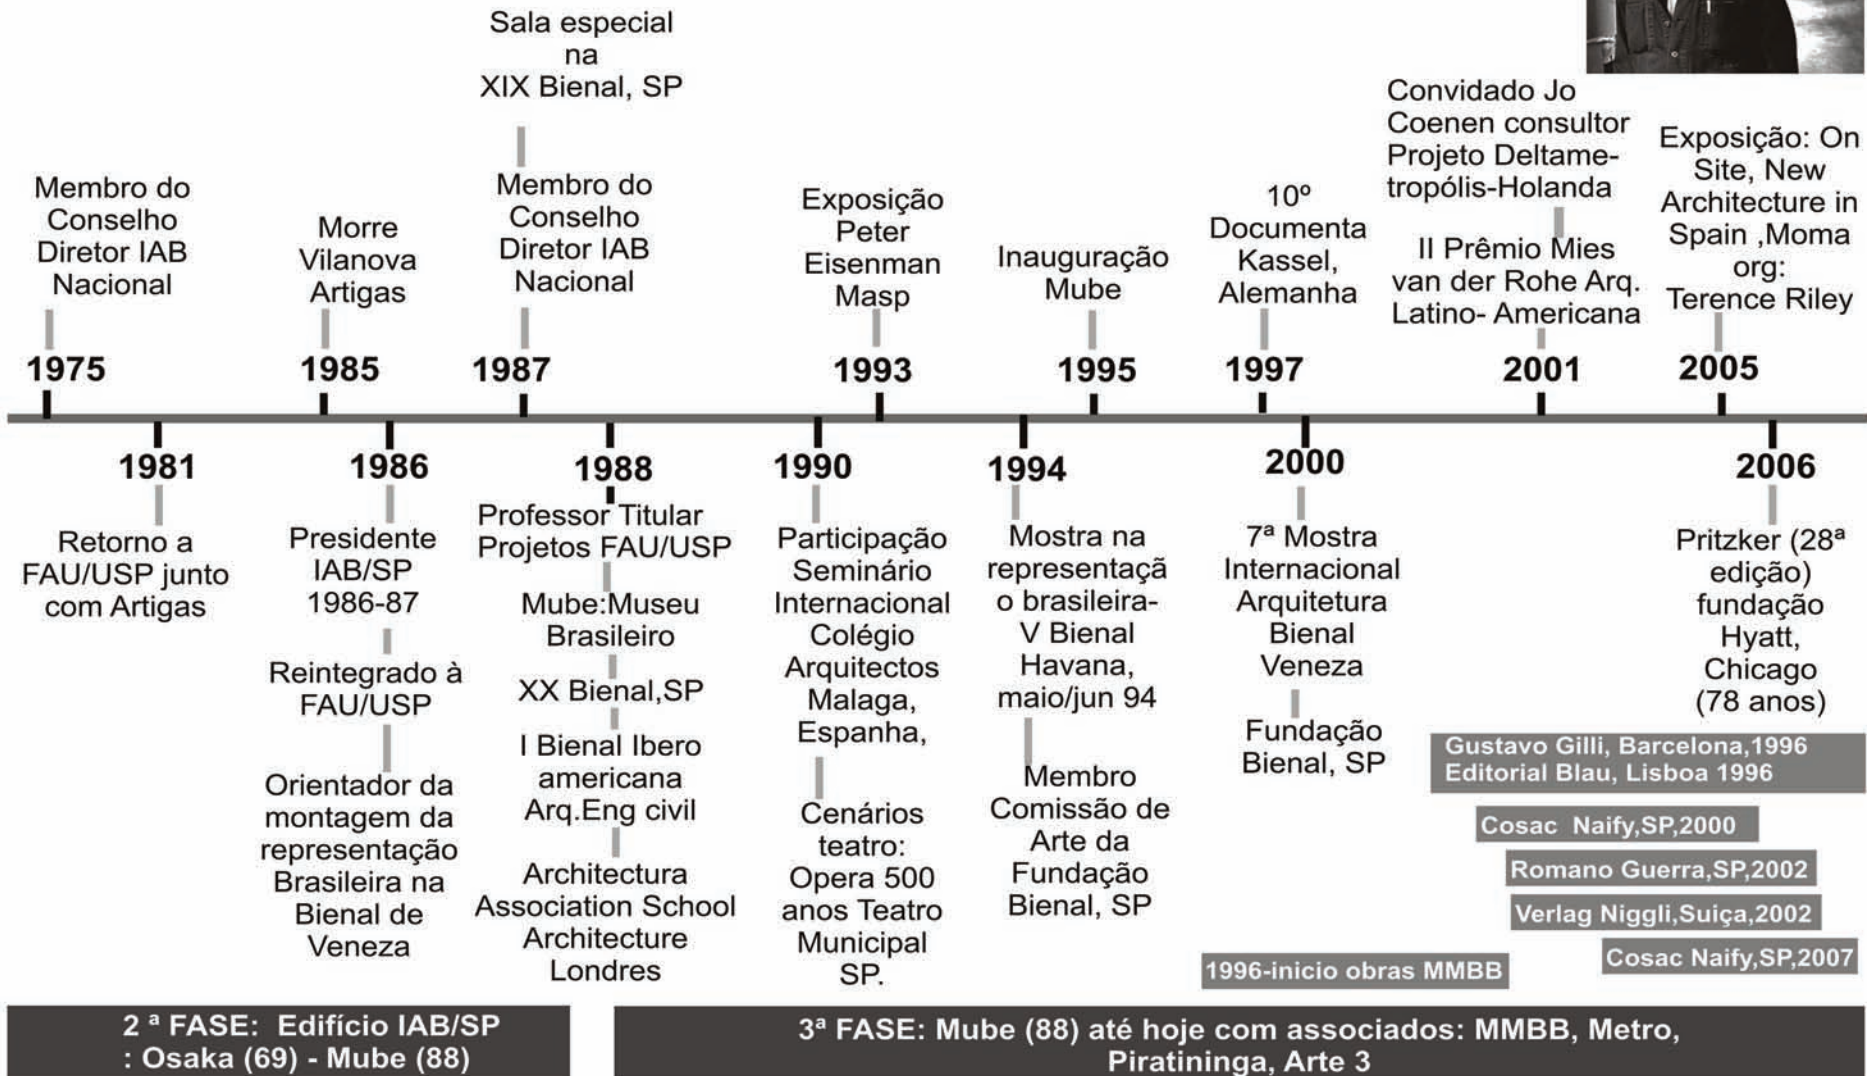 Sala especial
na
XIX Bienal, SP
Membro do
Conselho
Diretor IAB
Nacional
1975
Morre
Vilanova
Artigas
1985
Membro do
Conselho
Diretor IAB
Nacional
1987
Exposição
Peter
Eisenman
Masp
1993
Inauguração
Mube
1995
10º
Documenta
Kassel,
Alemanha
1997
Convidado Jo
Coenen consultor
Projeto Deltame-
trópolis-Holanda
II Prêmio Mies
van der Rohe Arq.
Latino- Americana
2001
Exposição: On
Site, New
Architecture in
Spain ,Moma
org:
Terence Riley
2005
1981
Retorno a
FAU/USP junto
com Artigas
1986
Presidente
IAB/SP
1986-87
Reintegrado à
FAU/USP
Orientador da
montagem da
representação
Brasileira na
Bienal de
Veneza
1988
Professor Titular
Projetos FAU/USP
Mube:Museu
Brasileiro
XX Bienal,SP
I Bienal Ibero
americana
Arq.Eng civil
Architectura
Association School
Architecture
Londres
1990
Participação
Seminário
Internacional
Colégio
Arquitectos
Malaga,
Espanha,
Cenários
teatro:
Opera 500
anos Teatro
Municipal
SP.
1994
Mostra na
representaçã
o brasileira-
V Bienal
Havana,
maio/jun 94
Membro
Comissão de
Arte da
Fundação
Bienal, SP
2000
7ª Mostra
Internacional
Arquitetura
Bienal
Veneza
Fundação
Bienal, SP
2006
Pritzker (28ª
edição)
fundação
Hyatt,
Chicago
(78 anos)
Gustavo Gilli, Barcelona,1996
Editorial Blau, Lisboa 1996
Cosac Naify,SP,2000
Romano Guerra,SP,2002
Verlag Niggli,Suiça,2002
Cosac Naify,SP,2007
1996-inicio obras MMBB
2 ª FASE: Edifício IAB/SP
: Osaka (69) - Mube (88)
3ª FASE: Mube (88) até hoje com associados: MMBB, Metro,
Piratininga, Arte 3